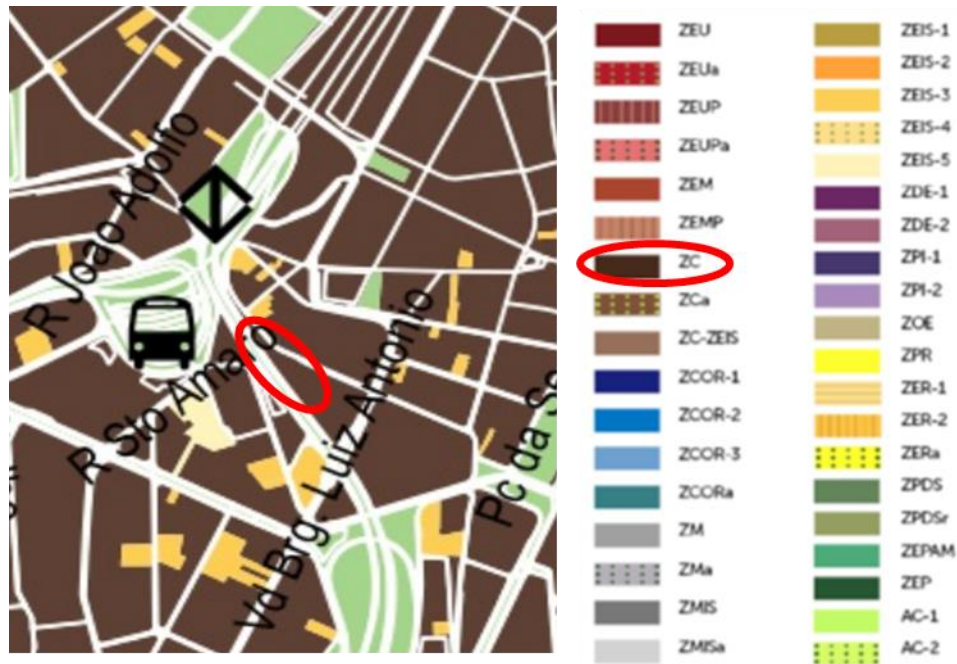 R Joao Adolfo
R Sto Amaro
Vd Brg. Luiz Antonio
Pc da Se
ZEU
ZEUa
ZEUP
ZEUPa
ZEM
ZEMP
ZC
ZCa
ZC-ZEIS
ZCOR-1
ZCOR-2
ZCOR-3
ZCORa
ZM
ZMa
ZMIS
ZMISa
ZEIS-1
ZEIS-2
ZEIS-3
ZEIS-4
ZEIS-5
ZDE-1
ZDE-2
ZPI-1
ZPI-2
ZOE
ZPR
ZER-1
ZER-2
ZERa
ZPDS
ZPDSr
ZEPAM
ZEP
AC-1
AC-2